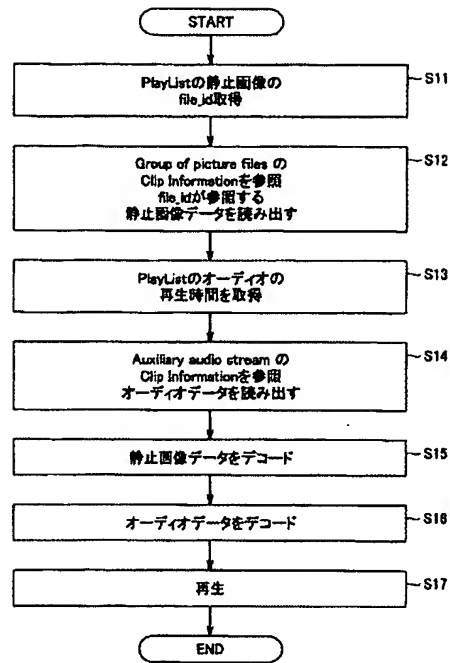 START
PlayListの静止画像の
file_id取得
S11
Group of picture files の
Clip Informationを参照
file_idが参照する
静止画像データを読み出す
S12
PlayListのオーディオの
再生時間を取得
S13
Auxiliary audio stream の
Clip Informationを参照
オーディオデータを読み出す
S14
静止画像データをデコード
S15
オーディオデータをデコード
S16
再生
S17
END